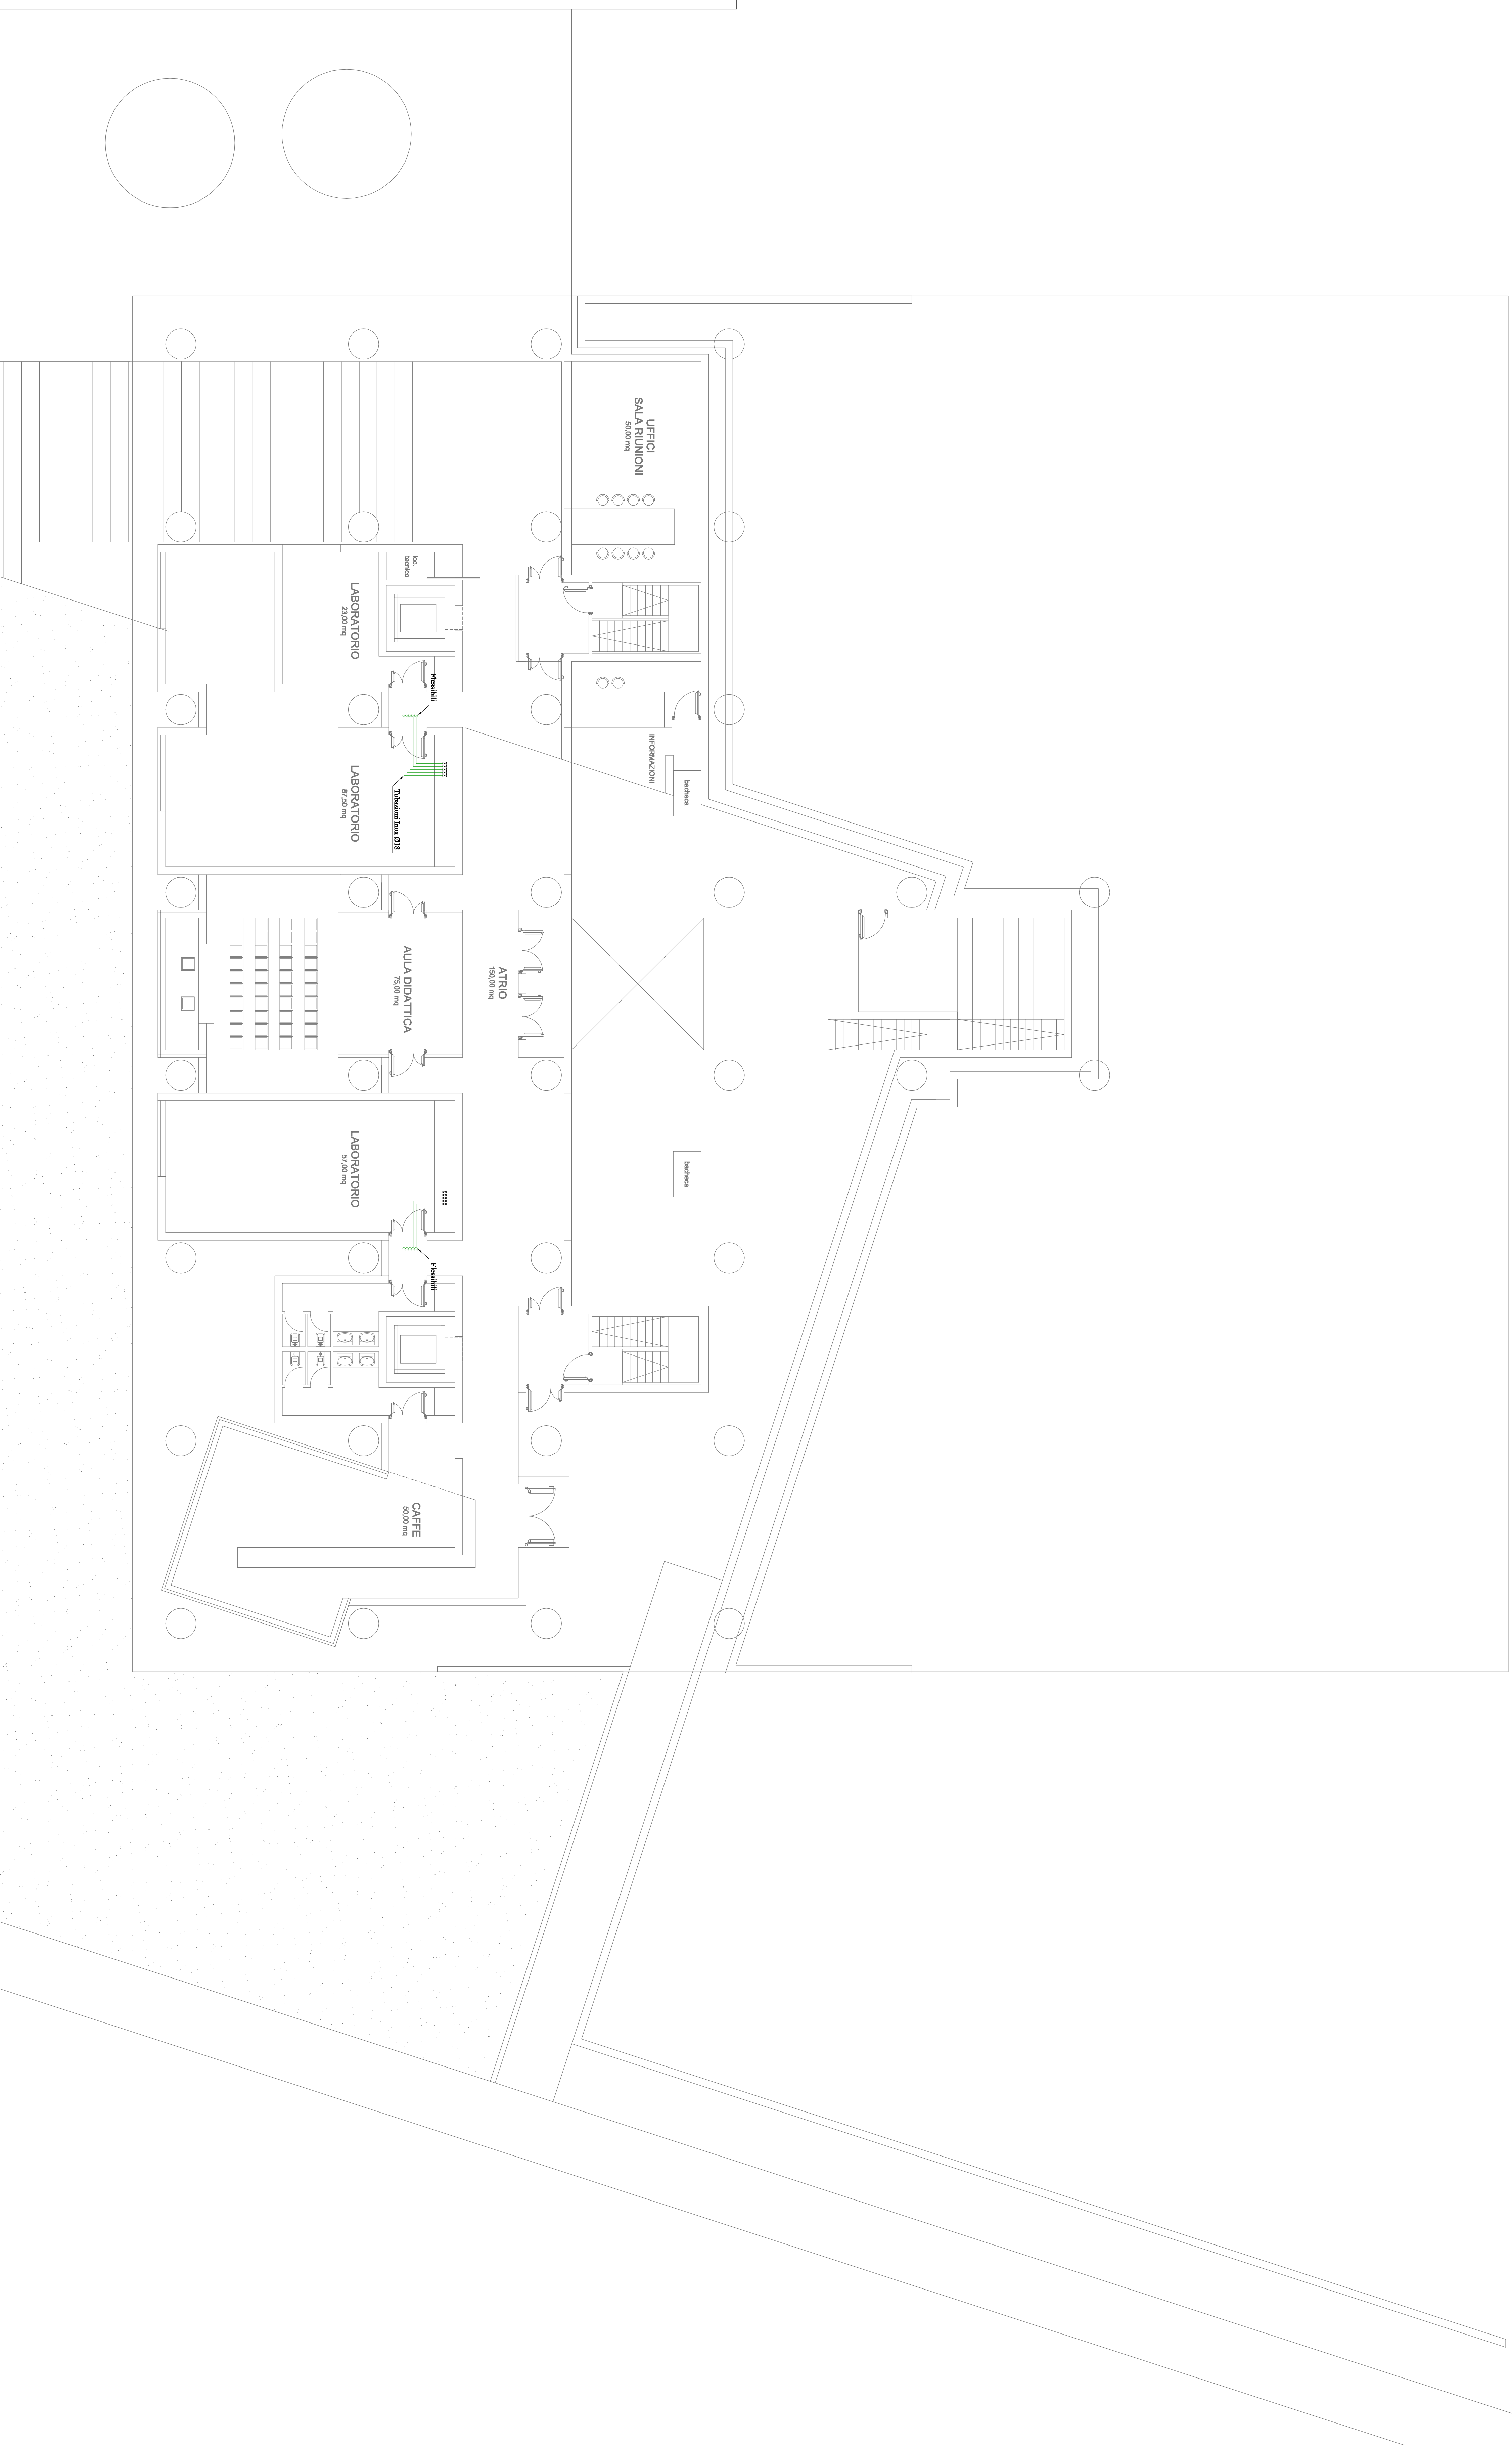 UFFICI
SALA RIUNIONI
50,00 mq
loc.
tecnico
LABORATORIO
23,00 mq
Flessibili
INFORMAZIONI
bacheca
LABORATORIO
87,50 mq
Tubazioni Inox Ø18
AULA DIDATTICA
75,00 mq
ATRIO
150,00 mq
bacheca
LABORATORIO
57,00 mq
Flessibili
CAFFE
50,00 mq